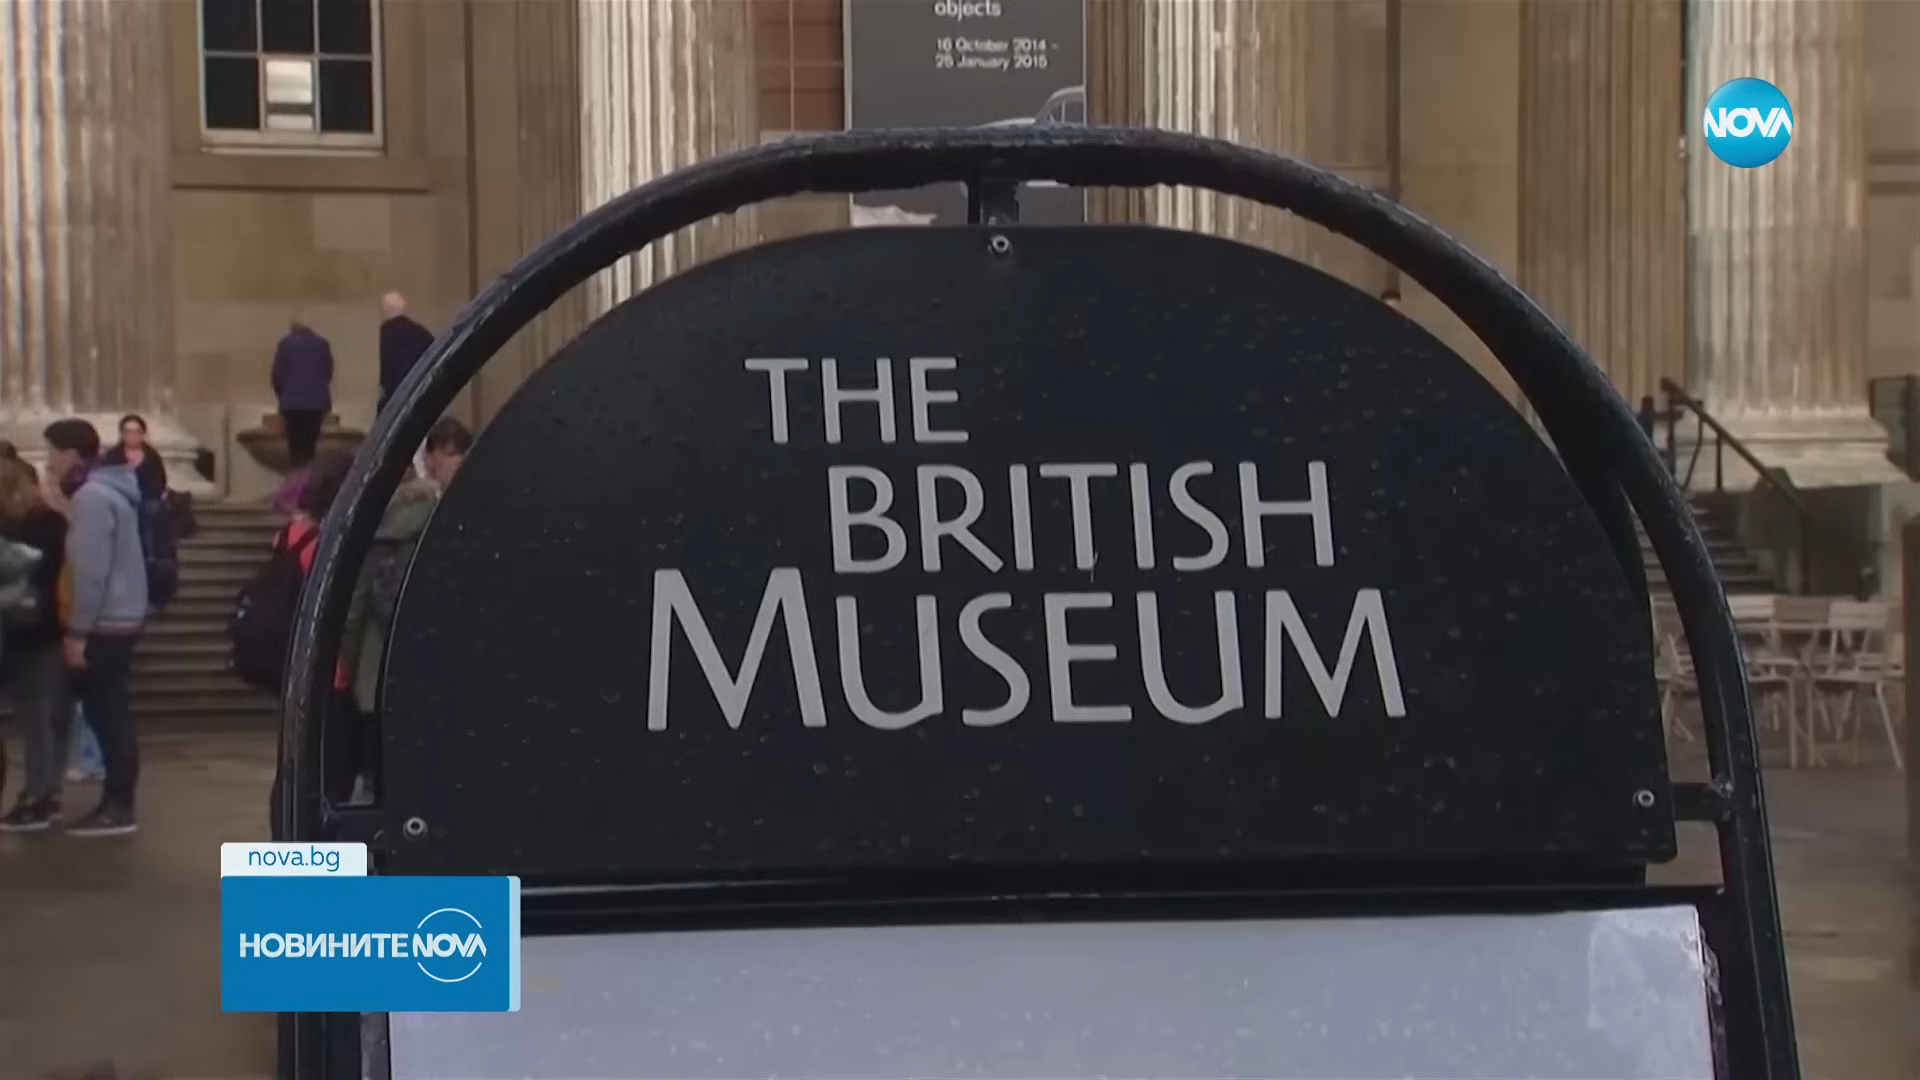 objects
16 October 2014 -
25 January 2015
NOVA
THE
BRITISH
MUSEUM
nova.bg
НОВИНИТЕ NOVA